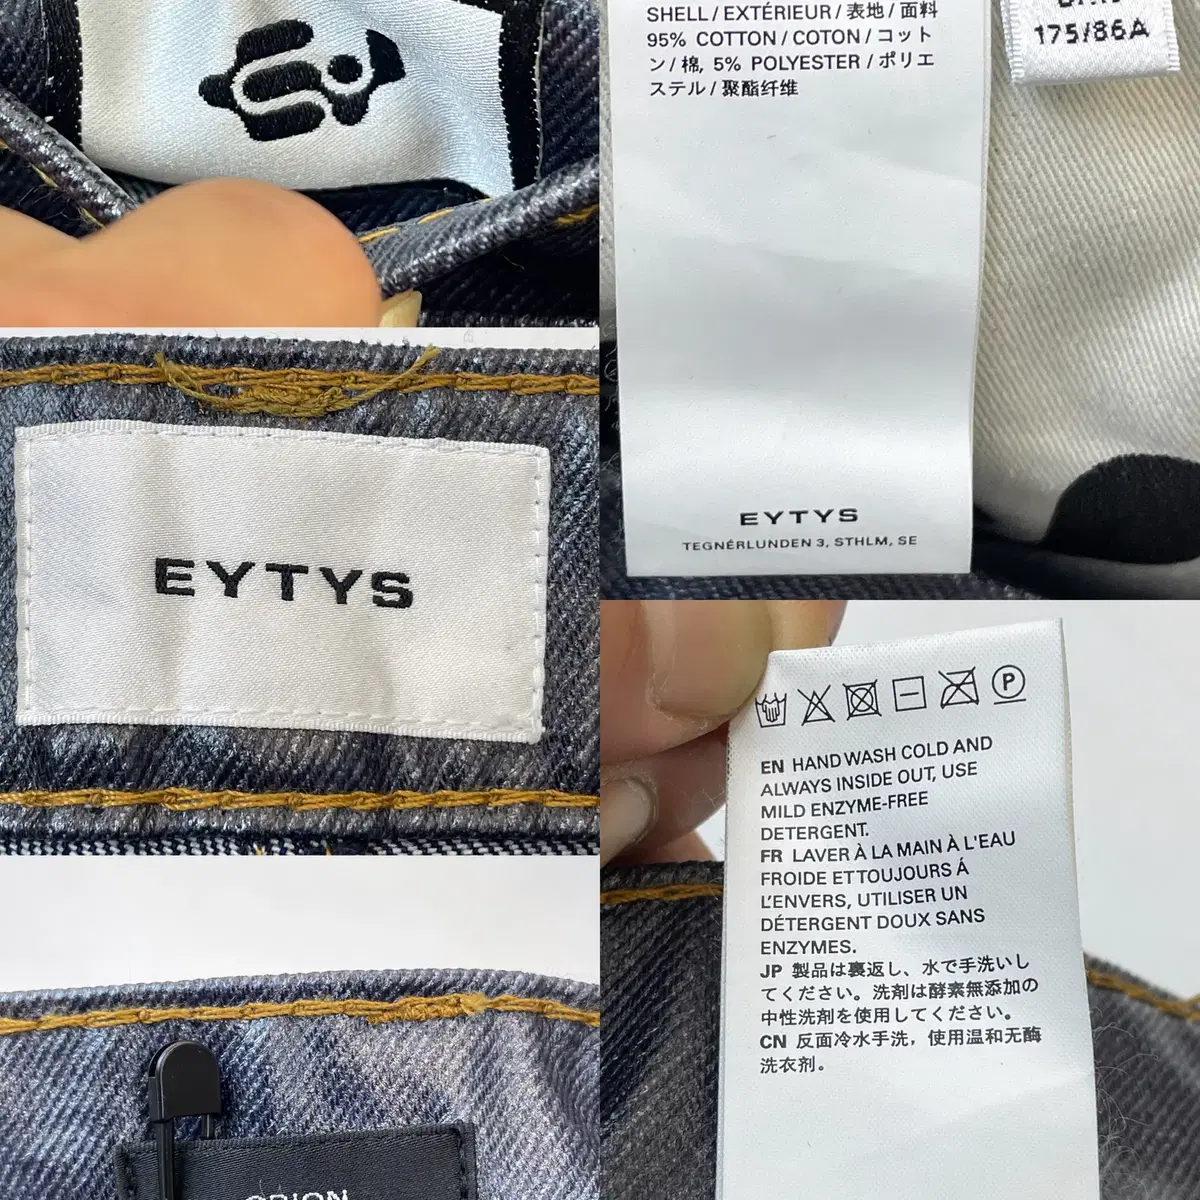 SHELL / EXTÉRIEUR / 表地 / 面料
95% COTTON / COTON / コット
ン / 棉, 5% POLYESTER / ポリエ
ステル / 聚酯纤维
175/86A
EYTYS
TEGNÉRLUNDEN 3, STHLM, SE
EYTYS
P
EN HAND WASH COLD AND
ALWAYS INSIDE OUT, USE
MILD ENZYME-FREE
DETERGENT.
FR LAVER À LA MAIN À L'EAU
FROIDE ET TOUJOURS Á
L'ENVERS, UTILISER UN
DÉTERGENT DOUX SANS
ENZYMES.
JP 製品は裏返し、水で手洗いし
てください。洗剤は酵素無添加の
中性洗剤を使用してください。
CN 反面冷水手洗，使用温和无酶
洗衣剂。
ORION